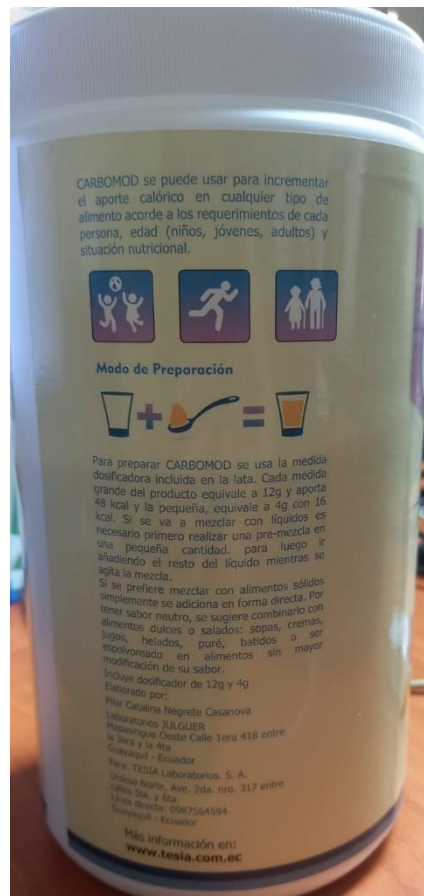 CARBOMOD se puede usar para incrementar
el aporte calórico en cualquier tipo de
alimento acorde a los requerimientos de cada
persona, edad (niños, jóvenes, adultos) y
situación nutricional.
Modo de Preparación
Para preparar CARBOMOD se usa la medida
dosificadora incluida en la lata. Cada medida
grande del producto equivale a 12g y aporta
48 kcal y la pequeña, equivale a 4g con 16
kcal. Si se va a mezclar con líquidos es
necesario primero realizar una pre-mezcla en
una pequeña cantidad. para luego ir
añadiendo el resto del líquido mientras se
agita la mezcla.
Si se prefiere mezclar con alimentos sólidos
simplemente se adiciona en forma directa. Por
tener sabor neutro, se sugiere combinarlo con
alimentos dulces o salados: sopas, cremas,
jugos, helados, puré, batidos o ser
espolvoreado en alimentos sin mayor
modificación de su sabor.
Incluye dosificador de 12g y 4g
Elaborado por:
Pilar Catalina Negrete Casanova
Laboratorios JULGUER
Mapasingue Oeste Calle 1era 418 entre
la 3era y la 4ta
Guayaquil - Ecuador
Para: TESIA Laboratorios. S. A.
Urdesa Norte, Ave. 2da. nro. 317 entre
calles 5ta. y 6ta.
Línea directa: 0987564594
Guayaquil - Ecuador
Más información en:
www.tesia.com.ec